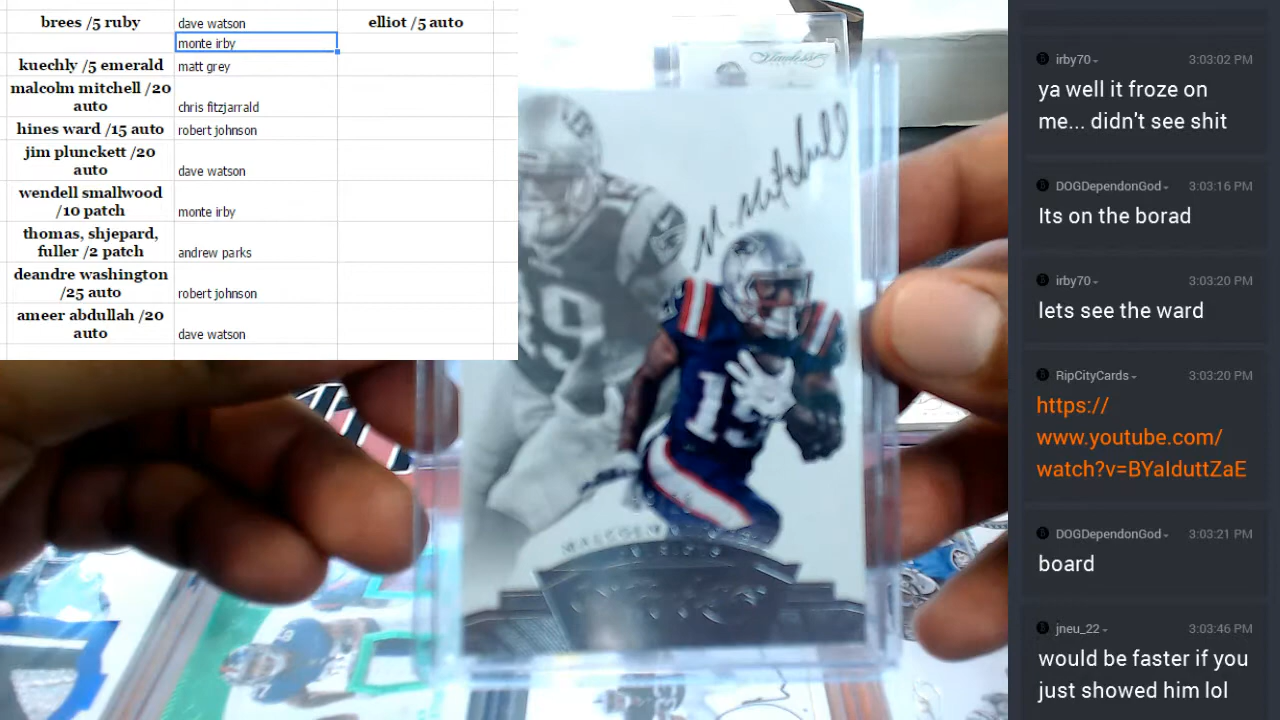 brees /5 ruby
dave watson
elliot /5 auto
monte irby
kuechly /5 emerald
matt grey
malcolm mitchell /20
auto
chris fitzjarrald
hines ward /15 auto
robert johnson
jim plunckett /20
auto
dave watson
wendell smallwood
/10 patch
monte irby
thomas, shjepard,
fuller /2 patch
andrew parks
deandre washington
/25 auto
robert johnson
ameer abdullah /20
auto
dave watson
Flawless
M. Mitchell
19
MALCOLM
irby70
3:03:02 PM
ya well it froze on
me... didn't see shit
DOGDependonGod
3:03:16 PM
Its on the borad
irby70
3:03:20 PM
lets see the ward
RipCityCards
3:03:20 PM
https://
www.youtube.com/
watch?v=BYaIduttZaE
DOGDependonGod
3:03:21 PM
board
jneu_22
3:03:46 PM
would be faster if you
just showed him lol